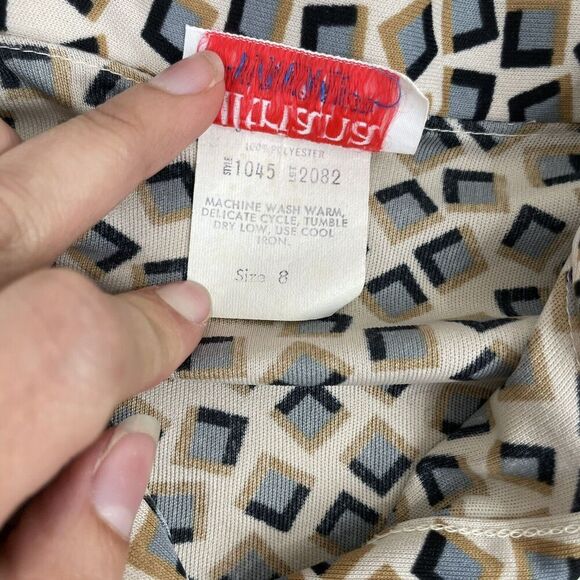 100% POLYESTER
STYLE 1045 LOT 2082
MACHINE WASH WARM,
DELICATE CYCLE, TUMBLE
DRY LOW, USE COOL
IRON.
Size 8